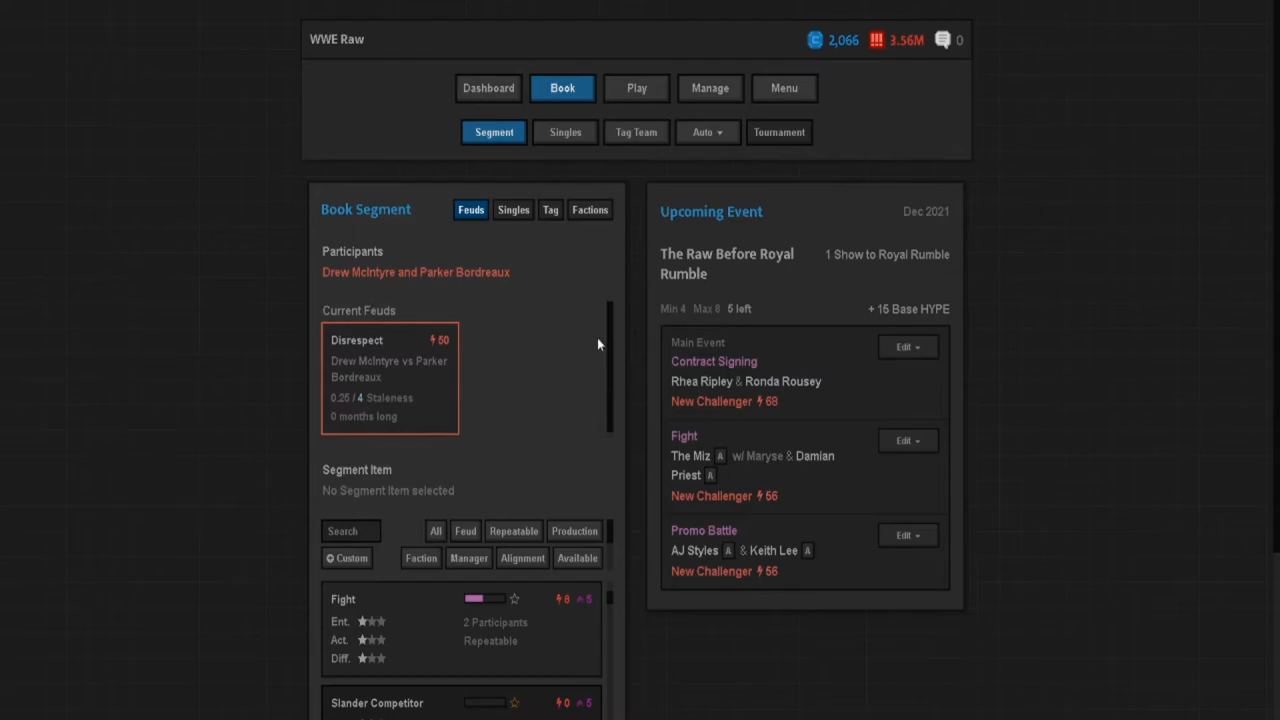 WWE Raw
2,066 3.56M 0
Dashboard Book Play Manage Menu
Segment Singles Tag Team Auto Tournament
Book Segment Feuds Singles Tag Factions
Participants
Drew McIntyre and Parker Bordreaux
Current Feuds
Disrespect 50
Drew McIntyre vs Parker
Bordreaux
0.25 / 4 Staleness
0 months long
Segment Item
No Segment Item selected
Search All Feud Repeatable Production
Custom Faction Manager Alignment Available
Fight 8 5
Ent. 2 Participants
Act. Repeatable
Diff.
Slander Competitor 0 5
Upcoming Event Dec 2021
The Raw Before Royal
Rumble
1 Show to Royal Rumble
Min 4 Max 8 5 left + 15 Base HYPE
Main Event
Contract Signing Edit
Rhea Ripley & Ronda Rousey
New Challenger 68
Fight Edit
The Miz A w/ Maryse & Damian
Priest A
New Challenger 56
Promo Battle Edit
AJ Styles A & Keith Lee A
New Challenger 56